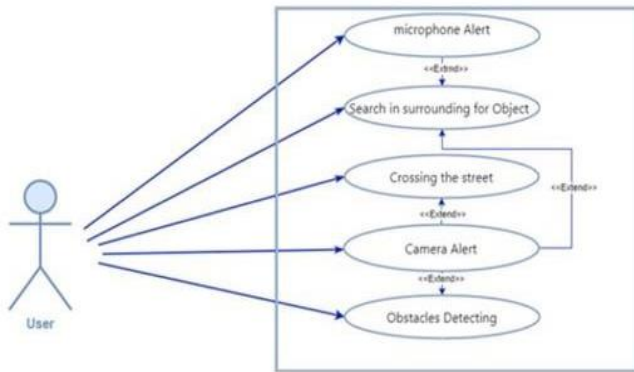 microphone Alert
<<Extend>>
Search in surrounding for Object
Crossing the street
<<Extend>>
<<Extend>>
Camera Alert
<<Extend>>
Obstacles Detecting
User